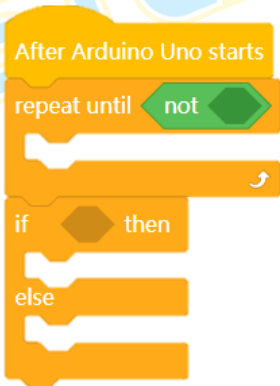 After Arduino Uno starts
repeat until not
if then
else